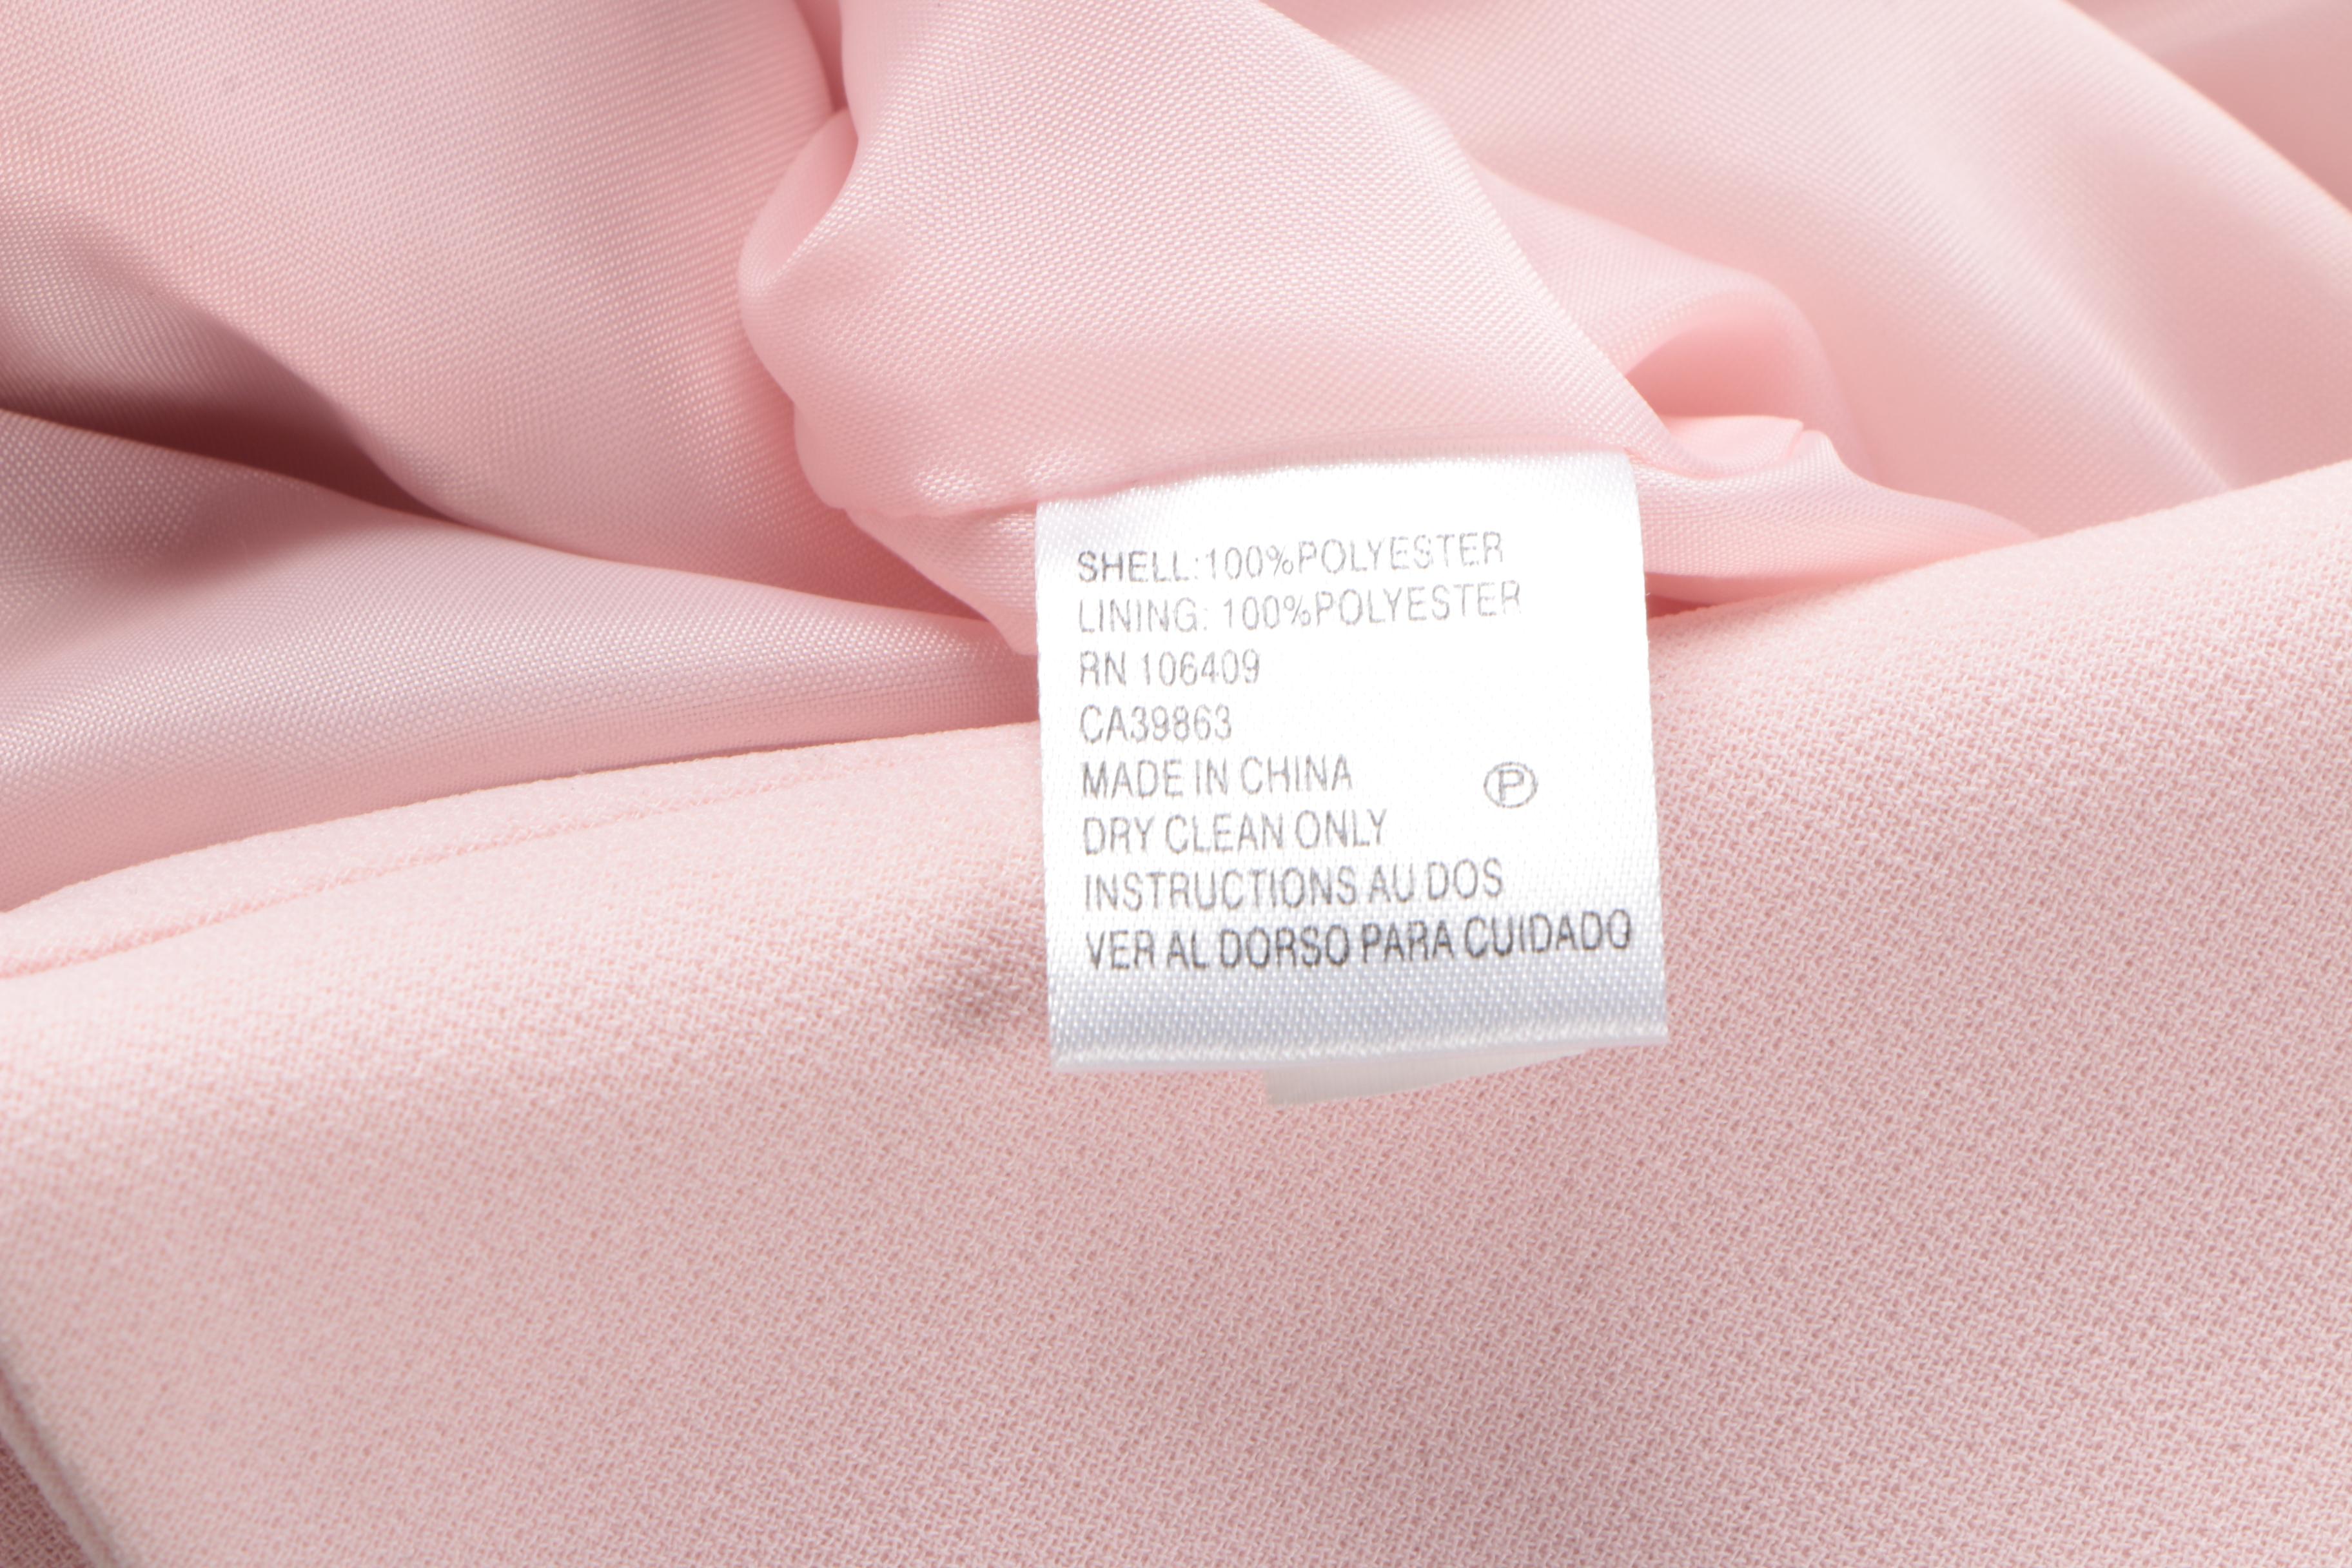 SHELL:100%POLYESTER
LINING: 100%POLYESTER
RN 106409
CA39863
MADE IN CHINA
P
DRY CLEAN ONLY
INSTRUCTIONS AU DOS
VER AL DORSO PARA CUIDADO